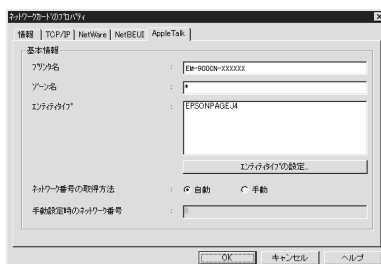 ネットワークカードのプロパティ
情報 TCP/IP NetWare NetBEUI AppleTalk
基本情報
プリンタ名 : EM-900CN-XXXXXX
ゾーン名 : *
エンティティタイプ : EPSONPAGEJ4
エンティティタイプの設定...
ネットワーク番号の取得方法 : 自動 手動
手動設定時のネットワーク番号 : 0
OK キャンセル ヘルプ